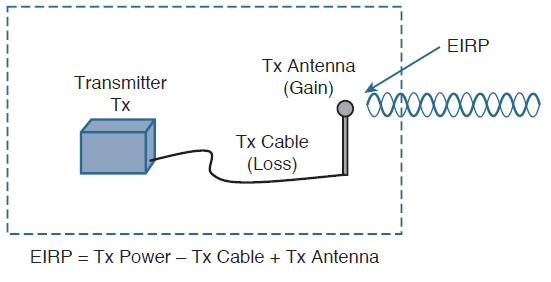 EIRP
Tx Antenna
(Gain)
Transmitter
Tx
Tx Cable
(Loss)
EIRP = Tx Power – Tx Cable + Tx Antenna